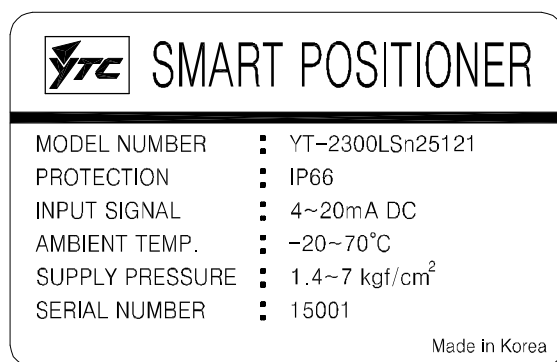 YTC SMART POSITIONER
MODEL NUMBER : YT-2300LSn25121
PROTECTION : IP66
INPUT SIGNAL : 4~20mA DC
AMBIENT TEMP. : -20~70°C
SUPPLY PRESSURE : 1.4~7 kgf/cm²
SERIAL NUMBER : 15001
Made in Korea